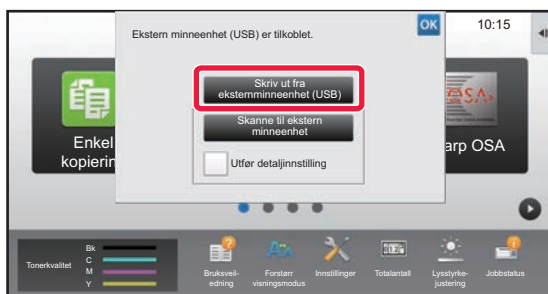 Ekstern minneenhet (USB) er tilkoblet.
OK
10:15
Skriv ut fra
eksternminneenhet (USB)
Skanne til ekstern
minneenhet
Utfør detaljinnstilling
Enkel
kopierin
OSA
arp OSA
Tonerkvalitet
Bk
C
M
Y
Bruksveil-
edning
Forstørr
visningsmodus
Innstillinger
Totalantall
Lysstyrke-
justering
Jobbstatus